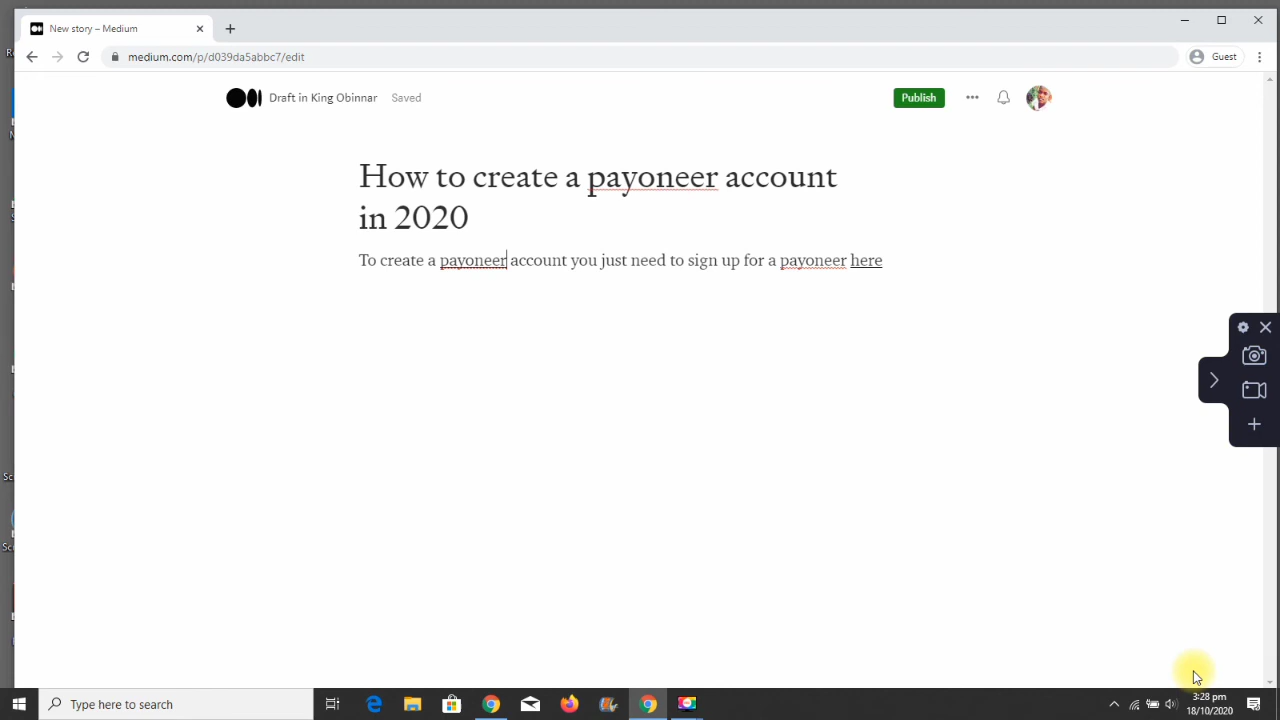 New story – Medium
medium.com/p/d039da5abbc7/edit
Guest
Draft in King Obinnar Saved
Publish
How to create a payoneer account
in 2020
To create a payoneer account you just need to sign up for a payoneer here
Type here to search
3:28 pm
18/10/2020